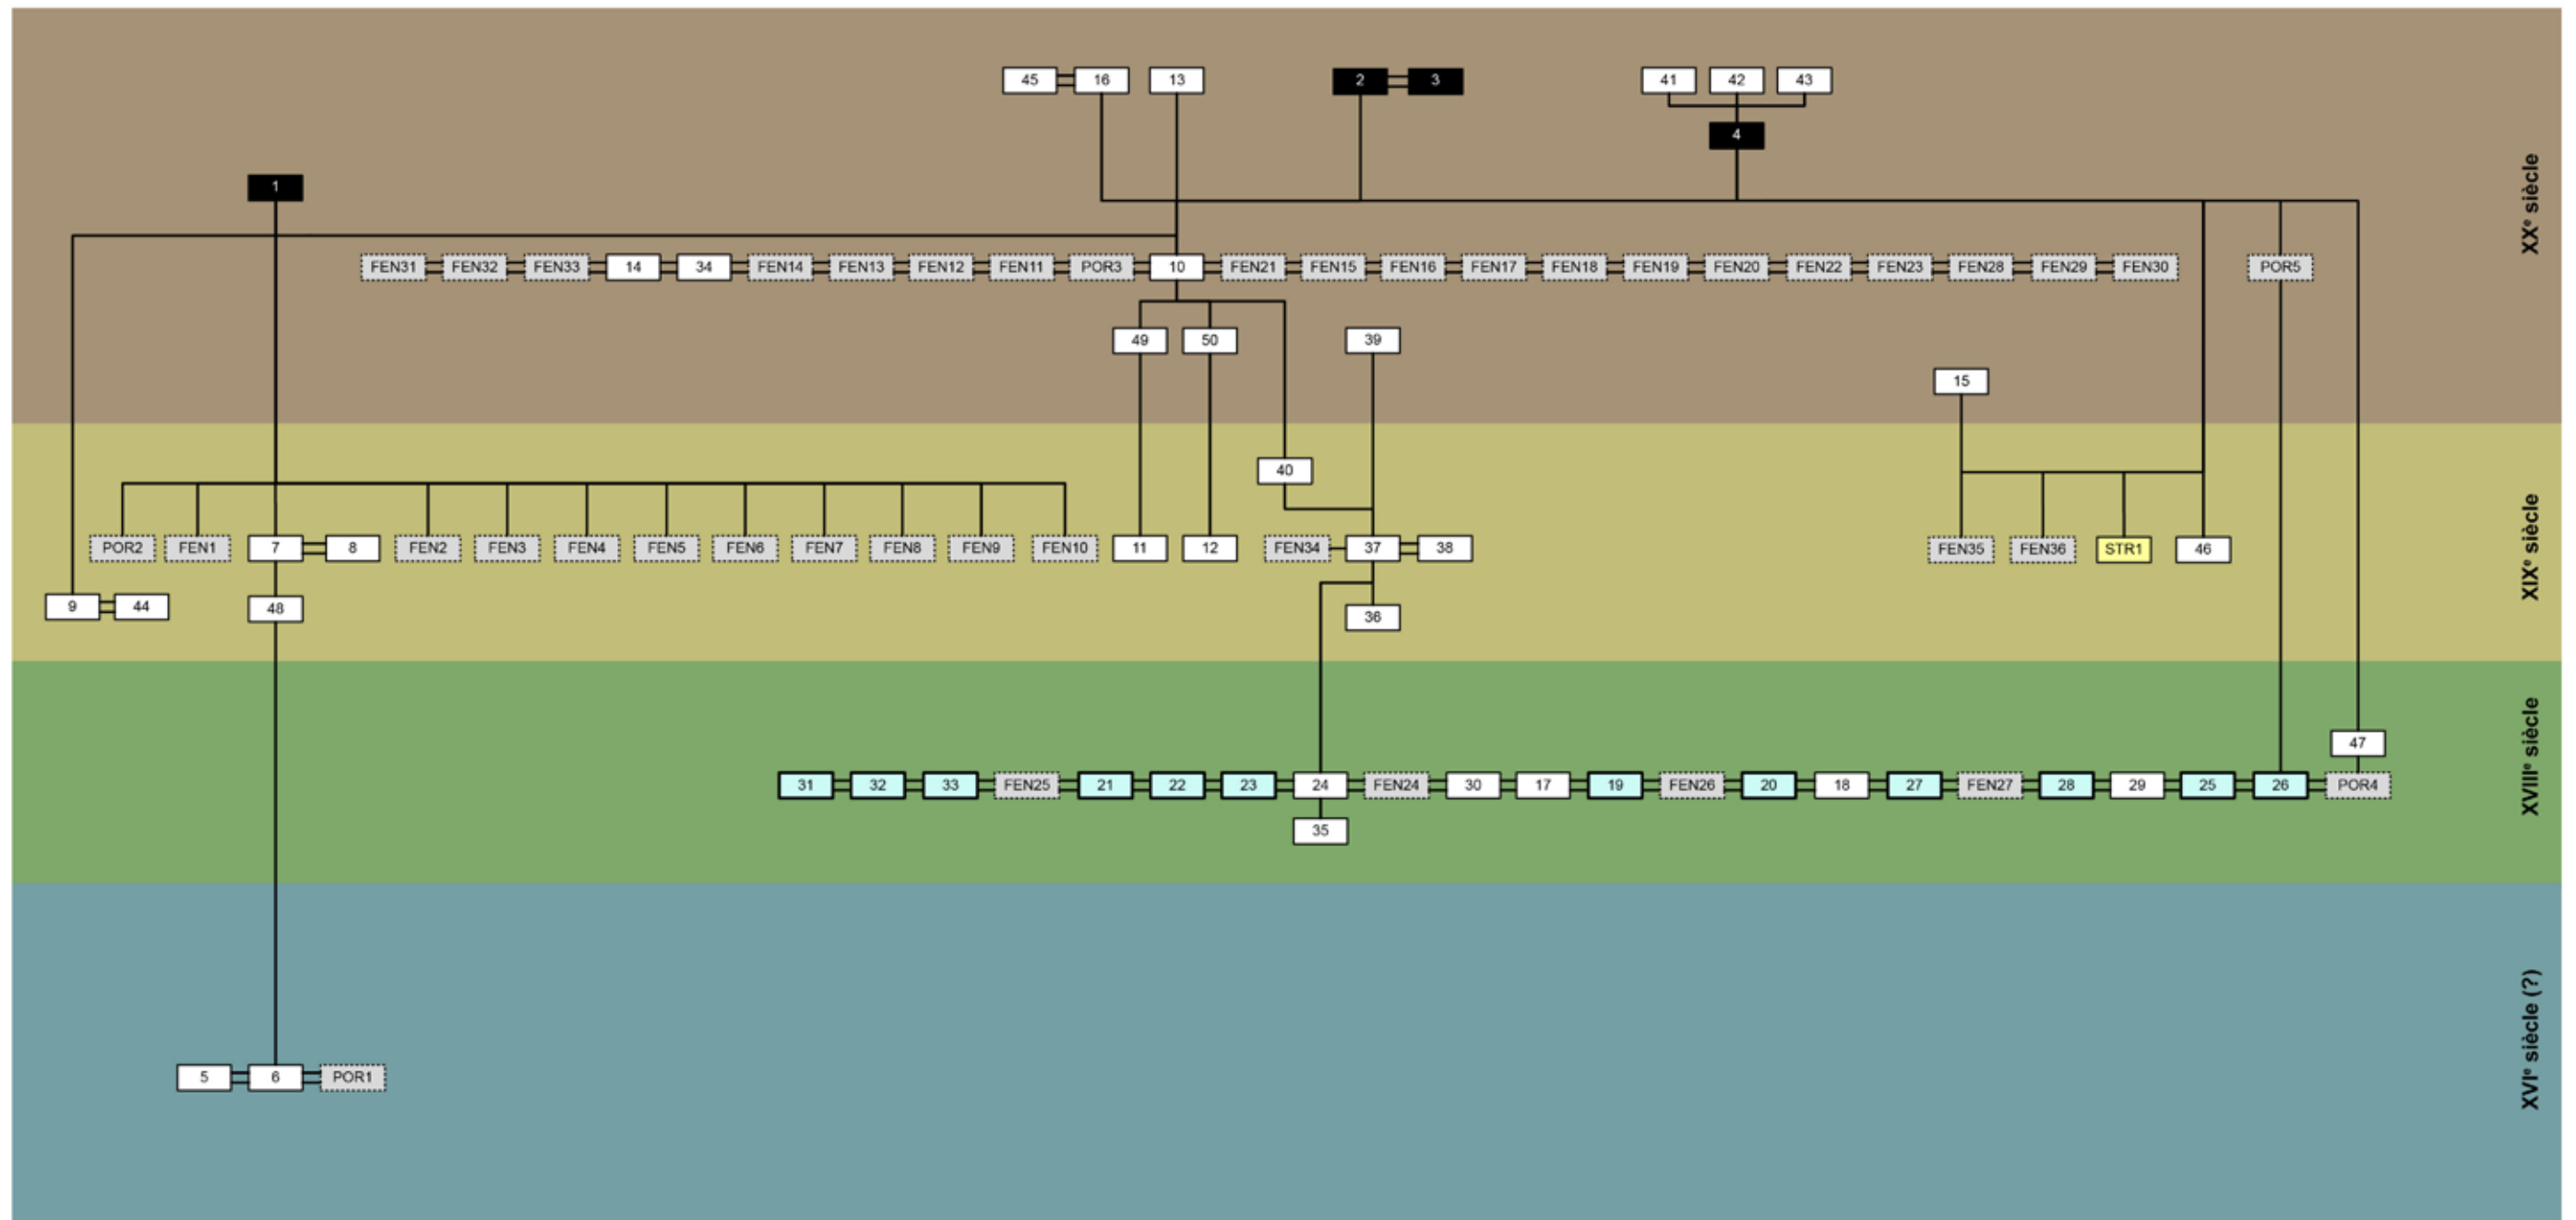 45 16 13 2 3 41 42 43
4
1
XXᵉ siècle
FEN31 FEN32 FEN33 14 34 FEN14 FEN13 FEN12 FEN11 POR3 10 FEN21 FEN15 FEN16 FEN17 FEN18 FEN19 FEN20 FEN22 FEN23 FEN28 FEN29 FEN30 POR5
49 50 39
15
40
XIXᵉ siècle
POR2 FEN1 7 8 FEN2 FEN3 FEN4 FEN5 FEN6 FEN7 FEN8 FEN9 FEN10 11 12 FEN34 37 38 FEN35 FEN36 STR1 46
9 44 48 36
XVIIIᵉ siècle
47
31 32 33 FEN25 21 22 23 24 FEN24 30 17 19 FEN26 20 18 27 FEN27 28 29 25 26 POR4
35
XVIᵉ siècle (?)
5 6 POR1